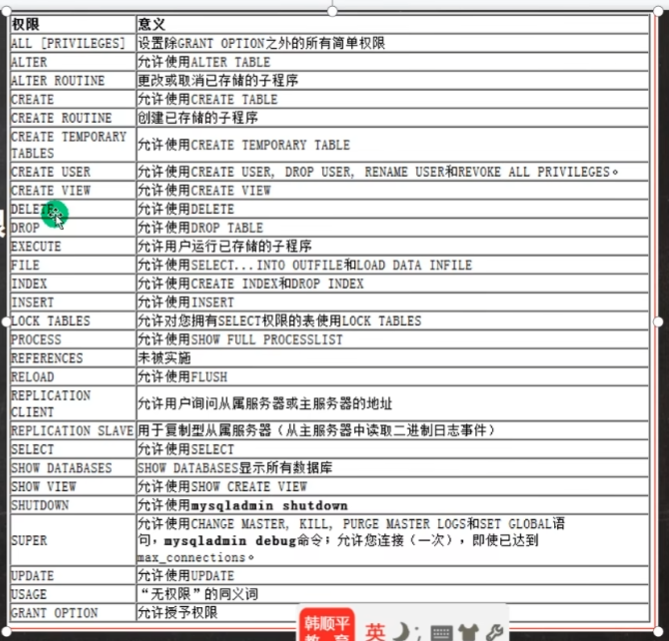 权限 意义
ALL [PRIVILEGES] 设置除GRANT OPTION之外的所有简单权限
ALTER 允许使用ALTER TABLE
ALTER ROUTINE 更改或取消已存储的子程序
CREATE 允许使用CREATE TABLE
CREATE ROUTINE 创建已存储的子程序
CREATE TEMPORARY
TABLES 允许使用CREATE TEMPORARY TABLE
CREATE USER 允许使用CREATE USER, DROP USER, RENAME USER和REVOKE ALL PRIVILEGES。
CREATE VIEW 允许使用CREATE VIEW
DELETE 允许使用DELETE
DROP 允许使用DROP TABLE
EXECUTE 允许用户运行已存储的子程序
FILE 允许使用SELECT...INTO OUTFILE和LOAD DATA INFILE
INDEX 允许使用CREATE INDEX和DROP INDEX
INSERT 允许使用INSERT
LOCK TABLES 允许对您拥有SELECT权限的表使用LOCK TABLES
PROCESS 允许使用SHOW FULL PROCESSLIST
REFERENCES 未被实施
RELOAD 允许使用FLUSH
REPLICATION
CLIENT 允许用户询问从属服务器或主服务器的地址
REPLICATION SLAVE 用于复制型从属服务器（从主服务器中读取二进制日志事件）
SELECT 允许使用SELECT
SHOW DATABASES SHOW DATABASES显示所有数据库
SHOW VIEW 允许使用SHOW CREATE VIEW
SHUTDOWN 允许使用mysqladmin shutdown
SUPER 允许使用CHANGE MASTER, KILL, PURGE MASTER LOGS和SET GLOBAL语
句，mysqladmin debug命令；允许您连接（一次），即使已达到
max_connections。
UPDATE 允许使用UPDATE
USAGE “无权限”的同义词
GRANT OPTION 允许授予权限
韩顺平
教 育
英